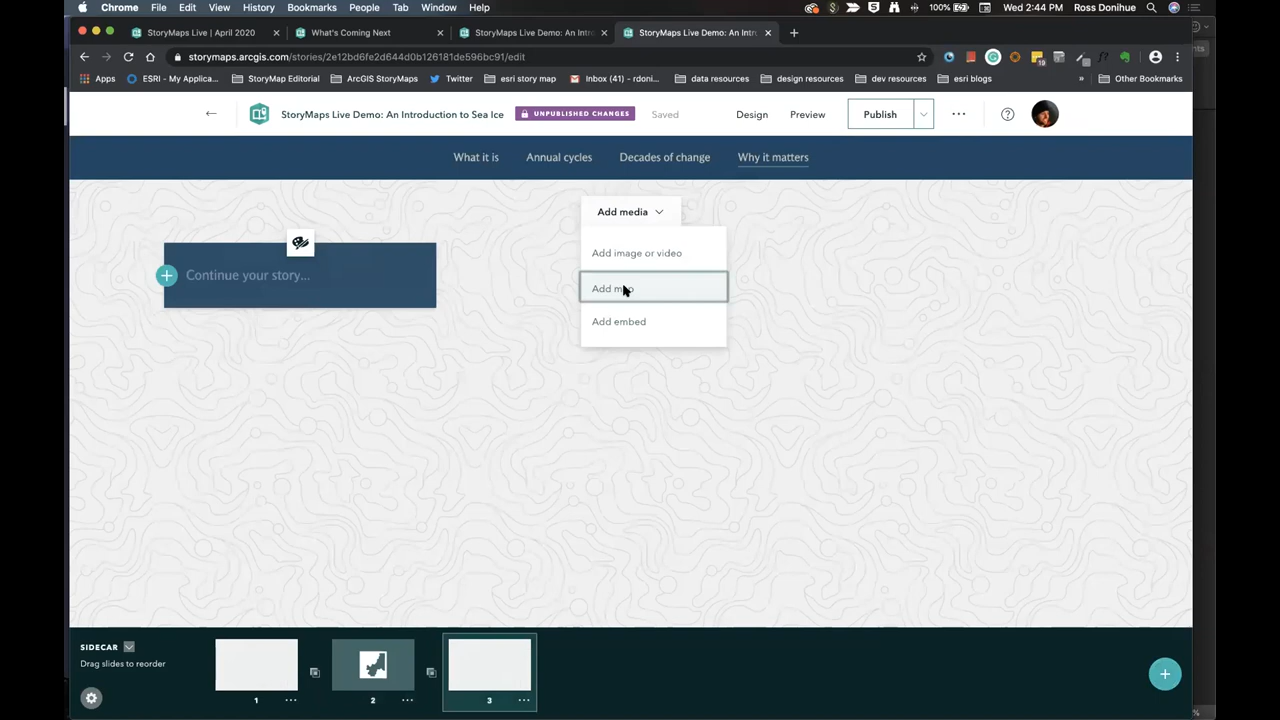 Chrome File Edit View History Bookmarks People Tab Window Help 100% Wed 2:44 PM Ross Donihue
StoryMaps Live | April 2020 What's Coming Next StoryMaps Live Demo: An Intro StoryMaps Live Demo: An Intr
storymaps.arcgis.com/stories/2e12bd6fe2d644d0b126181de596bc91/edit
Apps ESRI - My Applica... StoryMap Editorial ArcGIS StoryMaps Twitter esri story map Inbox (41) - rdoni... data resources design resources dev resources esri blogs » Other Bookmarks
StoryMaps Live Demo: An Introduction to Sea Ice UNPUBLISHED CHANGES Saved Design Preview Publish
What it is Annual cycles Decades of change Why it matters
Add media
Add image or video
Continue your story...
Add
Add embed
SIDECAR
Drag slides to reorder
1 2 3